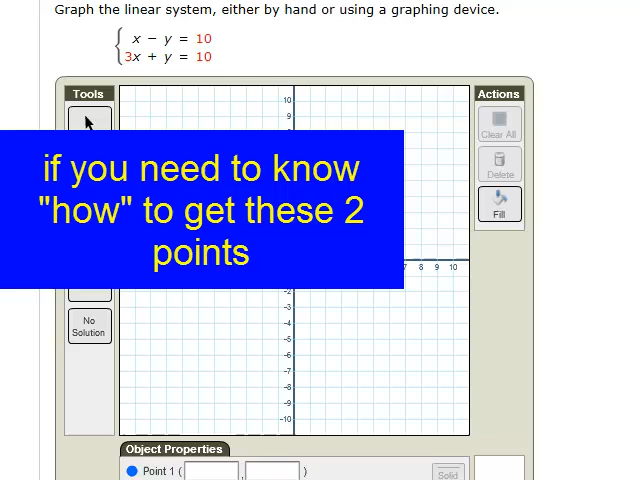 Graph the linear system, either by hand or using a graphing device.
x − y = 10
3x + y = 10
Tools
Actions
10
9
Clear All
Delete
Fill
if you need to know
"how" to get these 2
points
7 8 9 10
−2
−3
−4
−5
−6
−7
−8
−9
−10
No
Solution
Object Properties
Point 1 ( , )
Solid